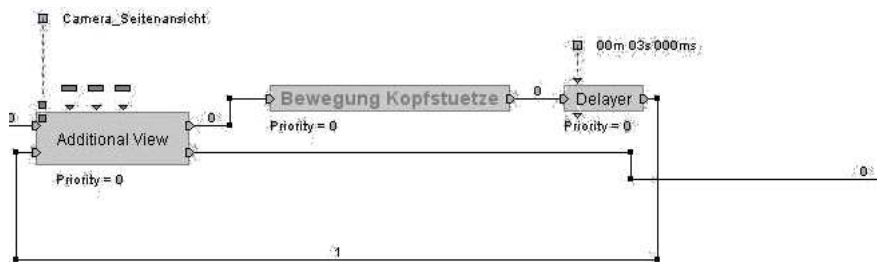 Camera_Seitenansicht
00m 03s 000ms
0
0
Bewegung Kopfstuetze
0
Delayer
Additional View
Priority = 0
Priority = 0
Priority = 0
0
1